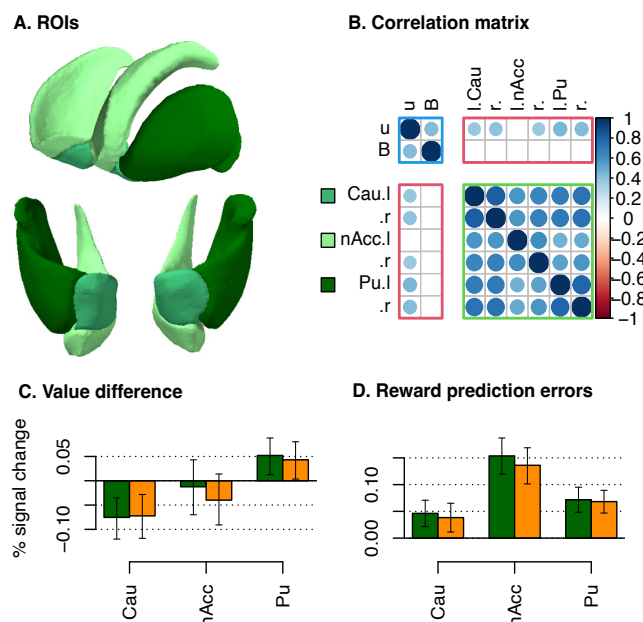 A. ROIs
B. Correlation matrix
u
B
l.Cau
r.
l.nAcc
r.
l.Pu
r.
u
B
Cau.l
.r
nAcc.l
.r
Pu.l
.r
1
0.8
0.6
0.4
0.2
0
−0.2
−0.4
−0.6
−0.8
−1
C. Value difference
% signal change
0.05
−0.10
Cau
nAcc
Pu
D. Reward prediction errors
0.10
0.00
Cau
nAcc
Pu